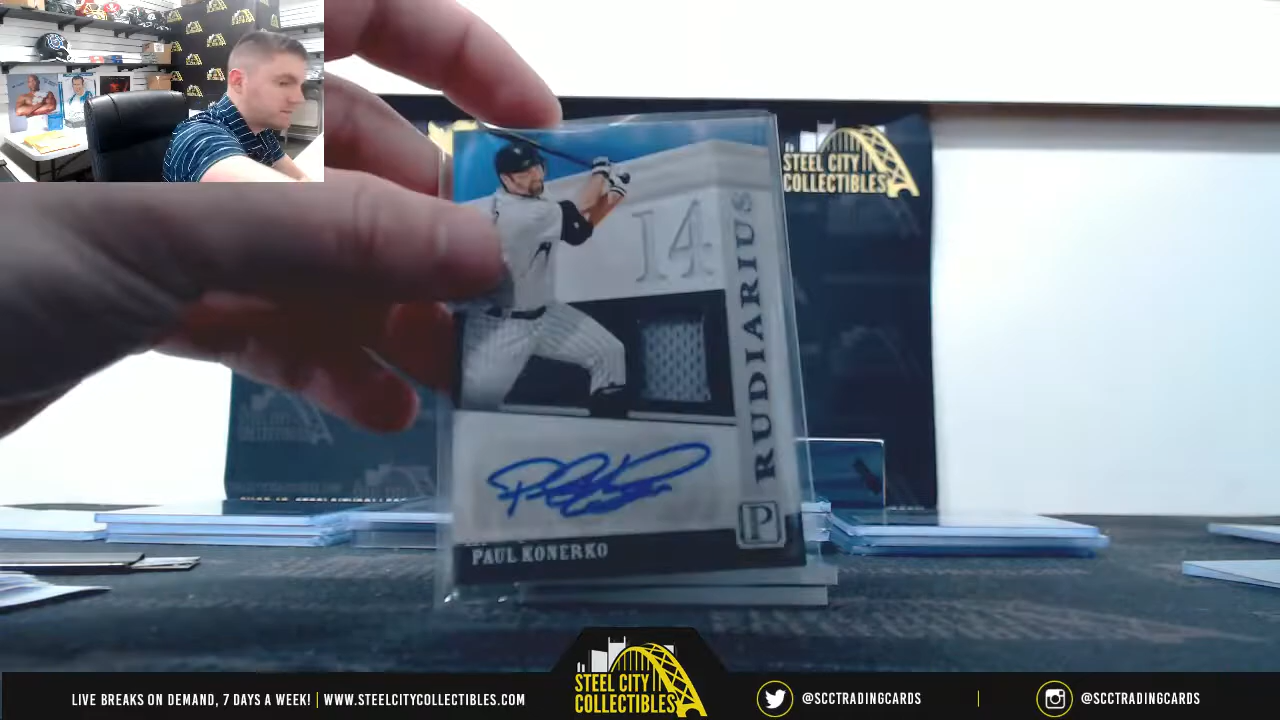 STEEL CITY
COLLECTIBLES
14
RUDIARIUS
P
PAUL KONERKO
LIVE BREAKS ON DEMAND, 7 DAYS A WEEK! | WWW.STEELCITYCOLLECTIBLES.COM
STEEL CITY
COLLECTIBLES
@SCCTRADINGCARDS
@SCCTRADINGCARDS